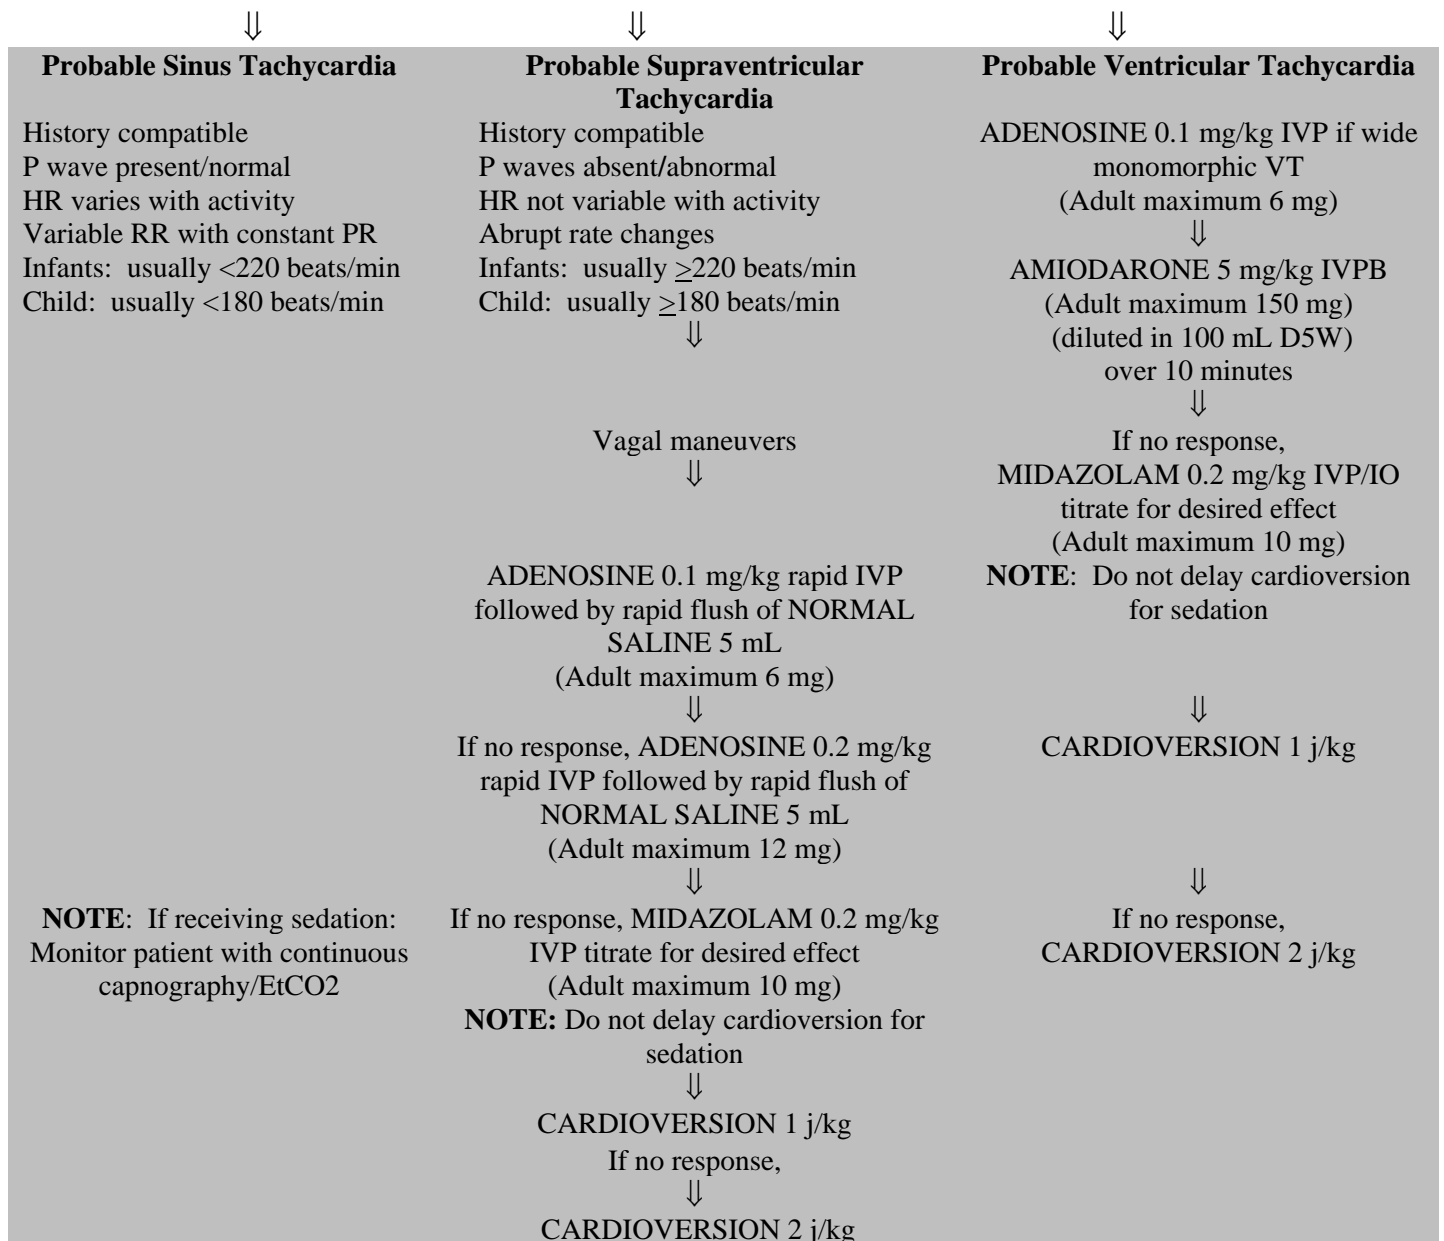 ⇓ ⇓ ⇓
Probable Sinus Tachycardia
History compatible
P wave present/normal
HR varies with activity
Variable RR with constant PR
Infants: usually <220 beats/min
Child: usually <180 beats/min
NOTE: If receiving sedation:
Monitor patient with continuous
capnography/EtCO2
Probable Supraventricular
Tachycardia
History compatible
P waves absent/abnormal
HR not variable with activity
Abrupt rate changes
Infants: usually ≥220 beats/min
Child: usually ≥180 beats/min
⇓
Vagal maneuvers
⇓
ADENOSINE 0.1 mg/kg rapid IVP
followed by rapid flush of NORMAL
SALINE 5 mL
(Adult maximum 6 mg)
⇓
If no response, ADENOSINE 0.2 mg/kg
rapid IVP followed by rapid flush of
NORMAL SALINE 5 mL
(Adult maximum 12 mg)
⇓
If no response, MIDAZOLAM 0.2 mg/kg
IVP titrate for desired effect
(Adult maximum 10 mg)
NOTE: Do not delay cardioversion for
sedation
⇓
CARDIOVERSION 1 j/kg
If no response,
⇓
CARDIOVERSION 2 j/kg
Probable Ventricular Tachycardia
ADENOSINE 0.1 mg/kg IVP if wide
monomorphic VT
(Adult maximum 6 mg)
⇓
AMIODARONE 5 mg/kg IVPB
(Adult maximum 150 mg)
(diluted in 100 mL D5W)
over 10 minutes
⇓
If no response,
MIDAZOLAM 0.2 mg/kg IVP/IO
titrate for desired effect
(Adult maximum 10 mg)
NOTE: Do not delay cardioversion
for sedation
⇓
CARDIOVERSION 1 j/kg
⇓
If no response,
CARDIOVERSION 2 j/kg